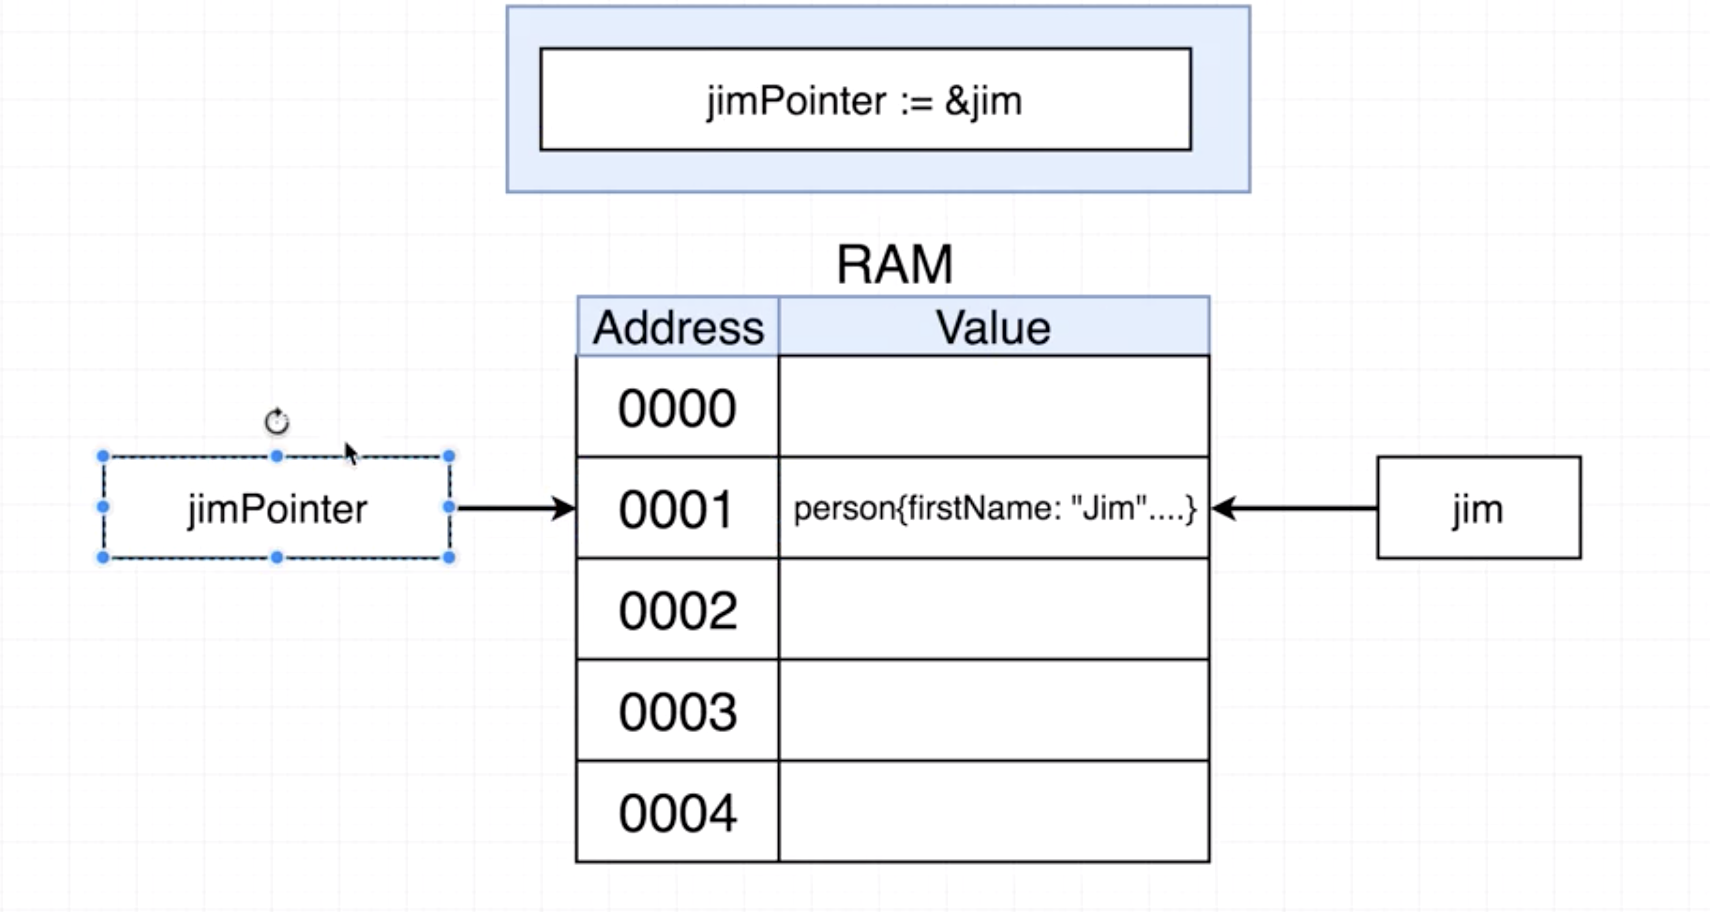 jimPointer := &jim
RAM
Address Value
0000
jimPointer 0001 person{firstName: "Jim"....} jim
0002
0003
0004